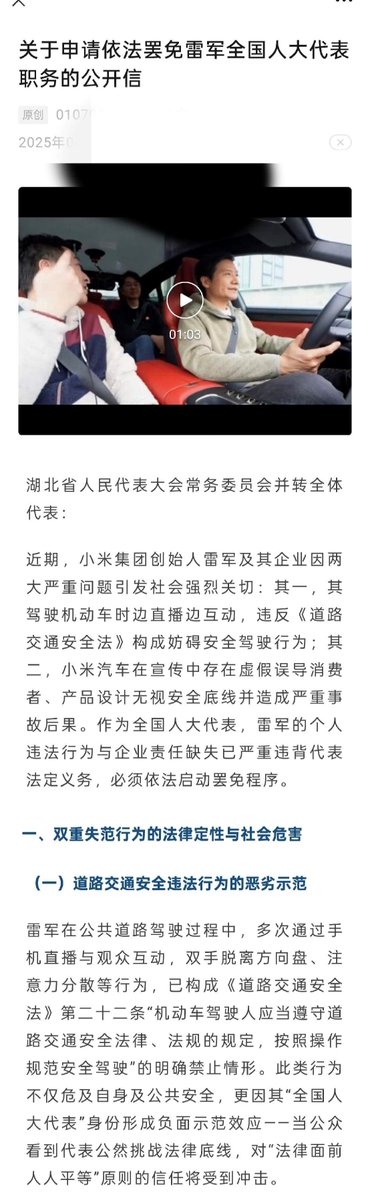 关于申请依法罢免雷军全国人大代表
职务的公开信
原创
2025年
01:03
湖北省人民代表大会常务委员会并转全体
代表：
近期，小米集团创始人雷军及其企业因两
大严重问题引发社会强烈关切：其一，其
驾驶机动车时边直播边互动，违反《道路
交通安全法》构成妨碍安全驾驶行为；其
二，小米汽车在宣传中存在虚假误导消费
者、产品设计无视安全底线并造成严重事
故后果。作为全国人大代表，雷军的个人
违法行为与企业责任缺失已严重违背代表
法定义务，必须依法启动罢免程序。
一、双重失范行为的法律定性与社会危害
（一）道路交通安全违法行为的恶劣示范
雷军在公共道路驾驶过程中，多次通过手
机直播与观众互动，双手脱离方向盘、注
意力分散等行为，已构成《道路交通安全
法》第二十二条“机动车驾驶人应当遵守道
路交通安全法律、法规的规定，按照操作
规范安全驾驶”的明确禁止情形。此类行为
不仅危及自身及公共安全，更因其“全国人
大代表”身份形成负面示范效应——当公众
看到代表公然挑战法律底线，对“法律面前
人人平等”原则的信任将受到冲击。